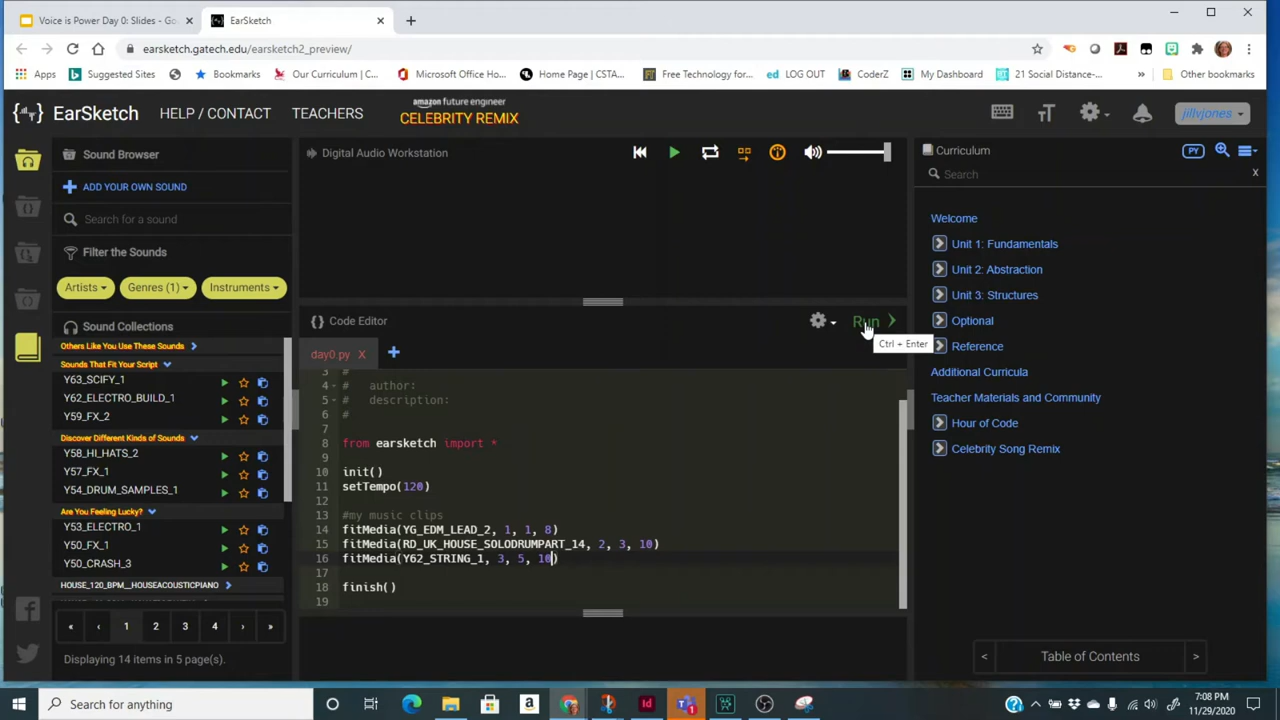 Voice is Power Day 0: Slides - Go
EarSketch
earsketch.gatech.edu/earsketch2_preview/
Apps
Suggested Sites
Bookmarks
Our Curriculum | C...
Microsoft Office Ho...
Home Page | CSTA...
Free Technology for...
ed LOG OUT
CoderZ
My Dashboard
21 Social Distance-...
»
Other bookmarks
EarSketch
HELP / CONTACT
TEACHERS
amazon future engineer
CELEBRITY REMIX
jillvjones
Sound Browser
ADD YOUR OWN SOUND
Search for a sound
Filter the Sounds
Artists
Genres (1)
Instruments
Sound Collections
Others Like You Use These Sounds
Sounds That Fit Your Script
Y63_SCIFY_1
Y62_ELECTRO_BUILD_1
Y59_FX_2
Discover Different Kinds of Sounds
Y58_HI_HATS_2
Y57_FX_1
Y54_DRUM_SAMPLES_1
Are You Feeling Lucky?
Y53_ELECTRO_1
Y50_FX_1
Y50_CRASH_3
HOUSE_120_BPM__HOUSEACOUSTICPIANO
« ‹ 1 2 3 4 › »
Displaying 14 items in 5 page(s).
Digital Audio Workstation
{} Code Editor
Run
Ctrl + Enter
day0.py X
3 #
4 # author:
5 # description:
6 #
7
8 from earsketch import *
9
10 init()
11 setTempo(120)
12
13 #my music clips
14 fitMedia(YG_EDM_LEAD_2, 1, 1, 8)
15 fitMedia(RD_UK_HOUSE_SOLODRUMPART_14, 2, 3, 10)
16 fitMedia(Y62_STRING_1, 3, 5, 10)
17
18 finish()
19
Curriculum
PY
Search
X
Welcome
Unit 1: Fundamentals
Unit 2: Abstraction
Unit 3: Structures
Optional
Reference
Additional Curricula
Teacher Materials and Community
Hour of Code
Celebrity Song Remix
< Table of Contents >
Type here to search
7:08 PM
11/29/2020